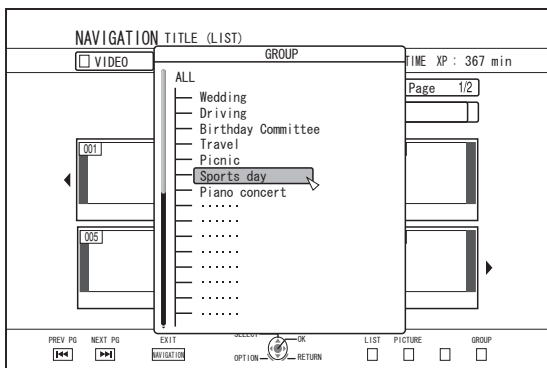 NAVIGATION TITLE (LIST)
GROUP
VIDEO
TIME XP : 367 min
Page 1/2
ALL
Wedding
Driving
Birthday Committee
Travel
Picnic
Sports day
Piano concert
......
......
......
......
......
......
......
......
001
005
PREV PG NEXT PG EXIT OK LIST PICTURE GROUP
NAVIGATION
OPTION RETURN